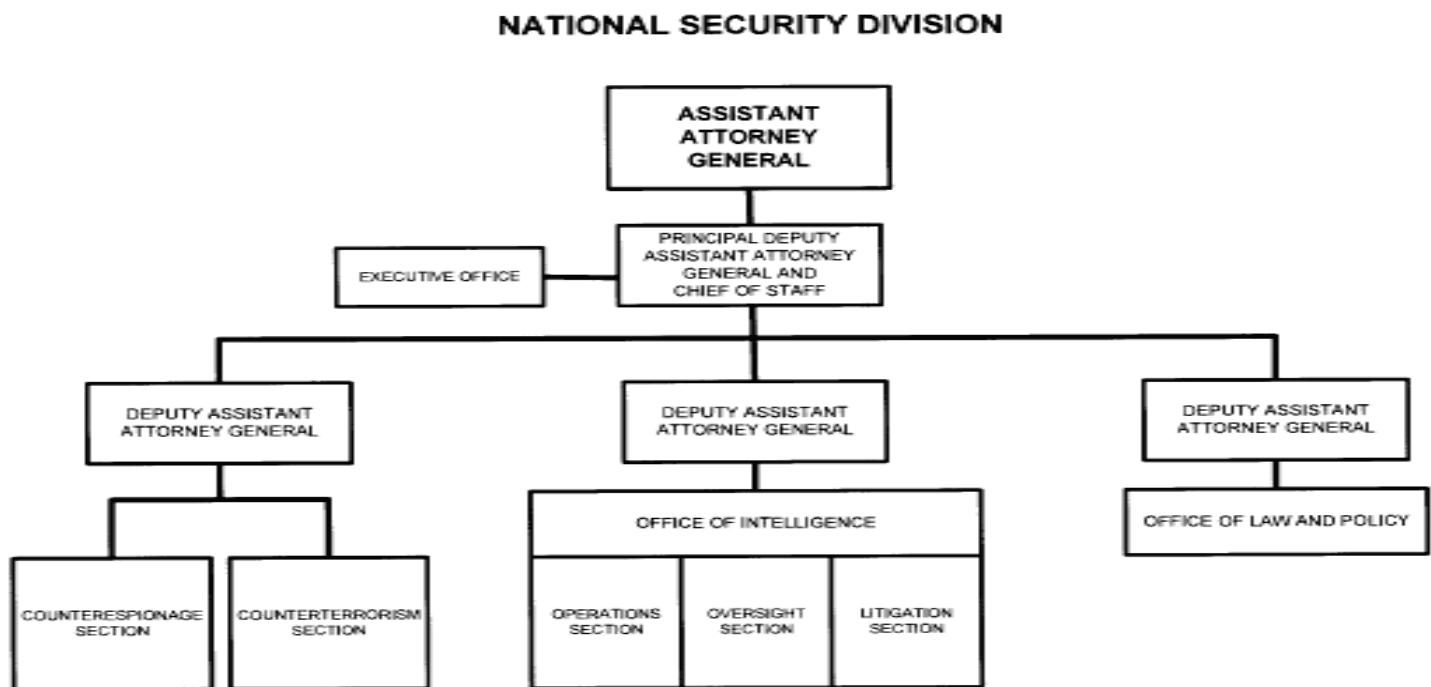 NATIONAL SECURITY DIVISION
ASSISTANT
ATTORNEY
GENERAL
PRINCIPAL DEPUTY
ASSISTANT ATTORNEY
GENERAL AND
CHIEF OF STAFF
EXECUTIVE OFFICE
DEPUTY ASSISTANT
ATTORNEY GENERAL
DEPUTY ASSISTANT
ATTORNEY GENERAL
DEPUTY ASSISTANT
ATTORNEY GENERAL
OFFICE OF INTELLIGENCE
OFFICE OF LAW AND POLICY
COUNTERESPIONAGE
SECTION
COUNTERTERRORISM
SECTION
OPERATIONS
SECTION
OVERSIGHT
SECTION
LITIGATION
SECTION